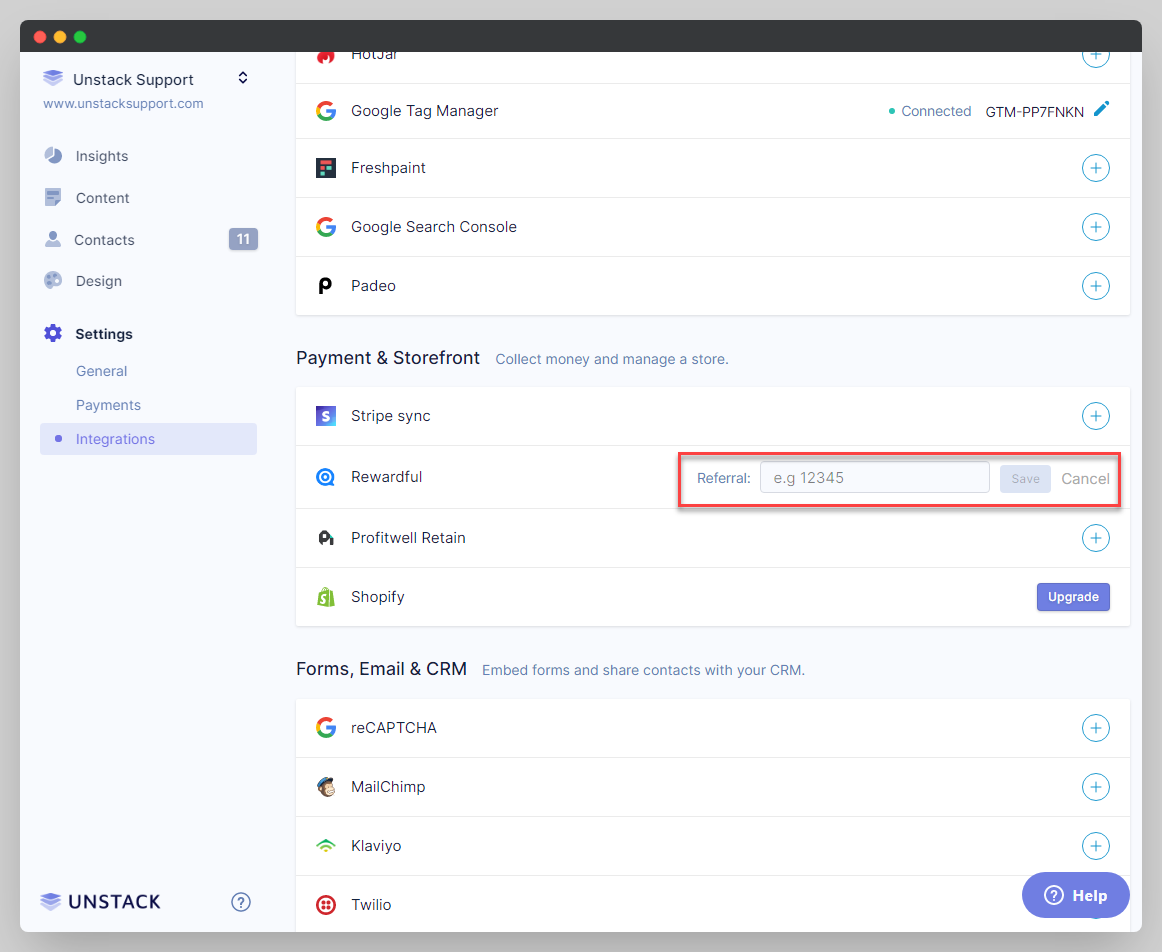 Unstack Support
www.unstacksupport.com
Insights
Content
Contacts
11
Design
Settings
General
Payments
Integrations
UNSTACK
?
HotJar
Google Tag Manager
Connected GTM-PP7FNKN
Freshpaint
Google Search Console
Padeo
Payment & Storefront Collect money and manage a store.
S Stripe sync
Rewardful
Referral: e.g 12345 Save Cancel
Profitwell Retain
Shopify
Upgrade
Forms, Email & CRM Embed forms and share contacts with your CRM.
reCAPTCHA
MailChimp
Klaviyo
Twilio
? Help